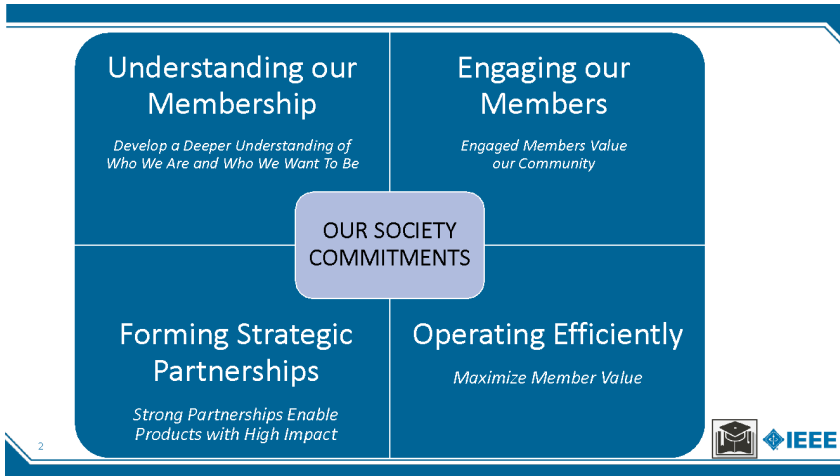 Understanding our
Membership
Develop a Deeper Understanding of
Who We Are and Who We Want To Be
Engaging our
Members
Engaged Members Value
our Community
OUR SOCIETY
COMMITMENTS
Forming Strategic
Partnerships
Strong Partnerships Enable
Products with High Impact
Operating Efficiently
Maximize Member Value
2
IEEE